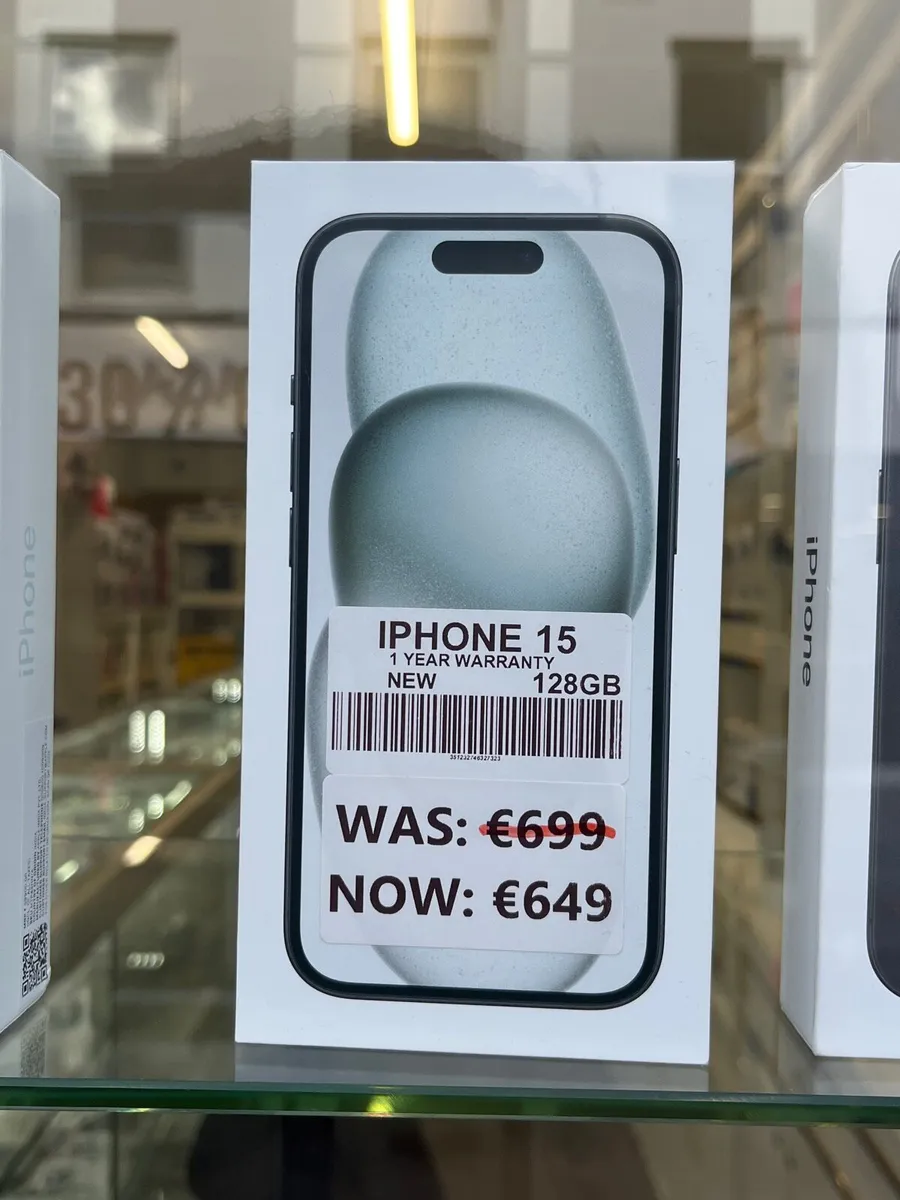 iPhone
IPHONE 15
1 YEAR WARRANTY
NEW 128GB
WAS: €699
NOW: €649
iPhone